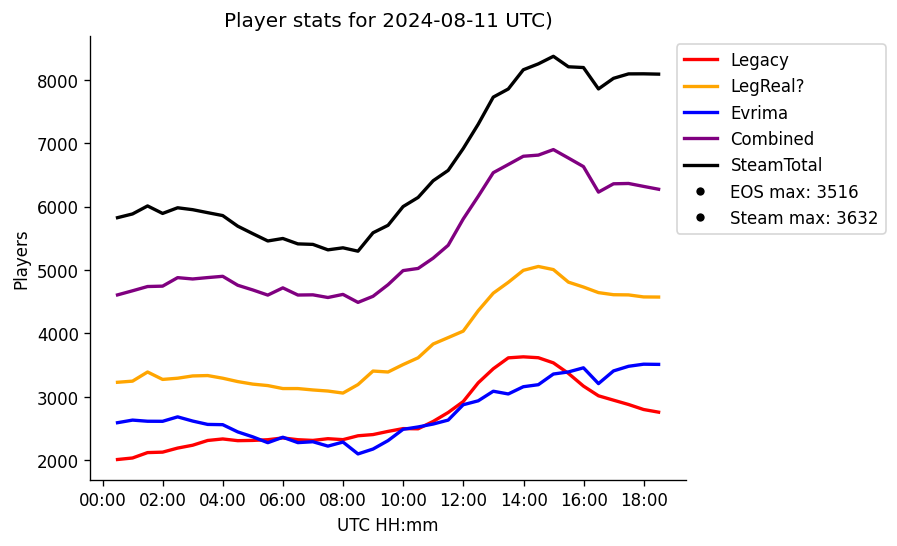 Player stats for 2024-08-11 UTC)
Legacy
LegReal?
Evrima
Combined
SteamTotal
EOS max: 3516
Steam max: 3632
8000
7000
6000
5000
4000
3000
2000
Players
00:00 02:00 04:00 06:00 08:00 10:00 12:00 14:00 16:00 18:00
UTC HH:mm